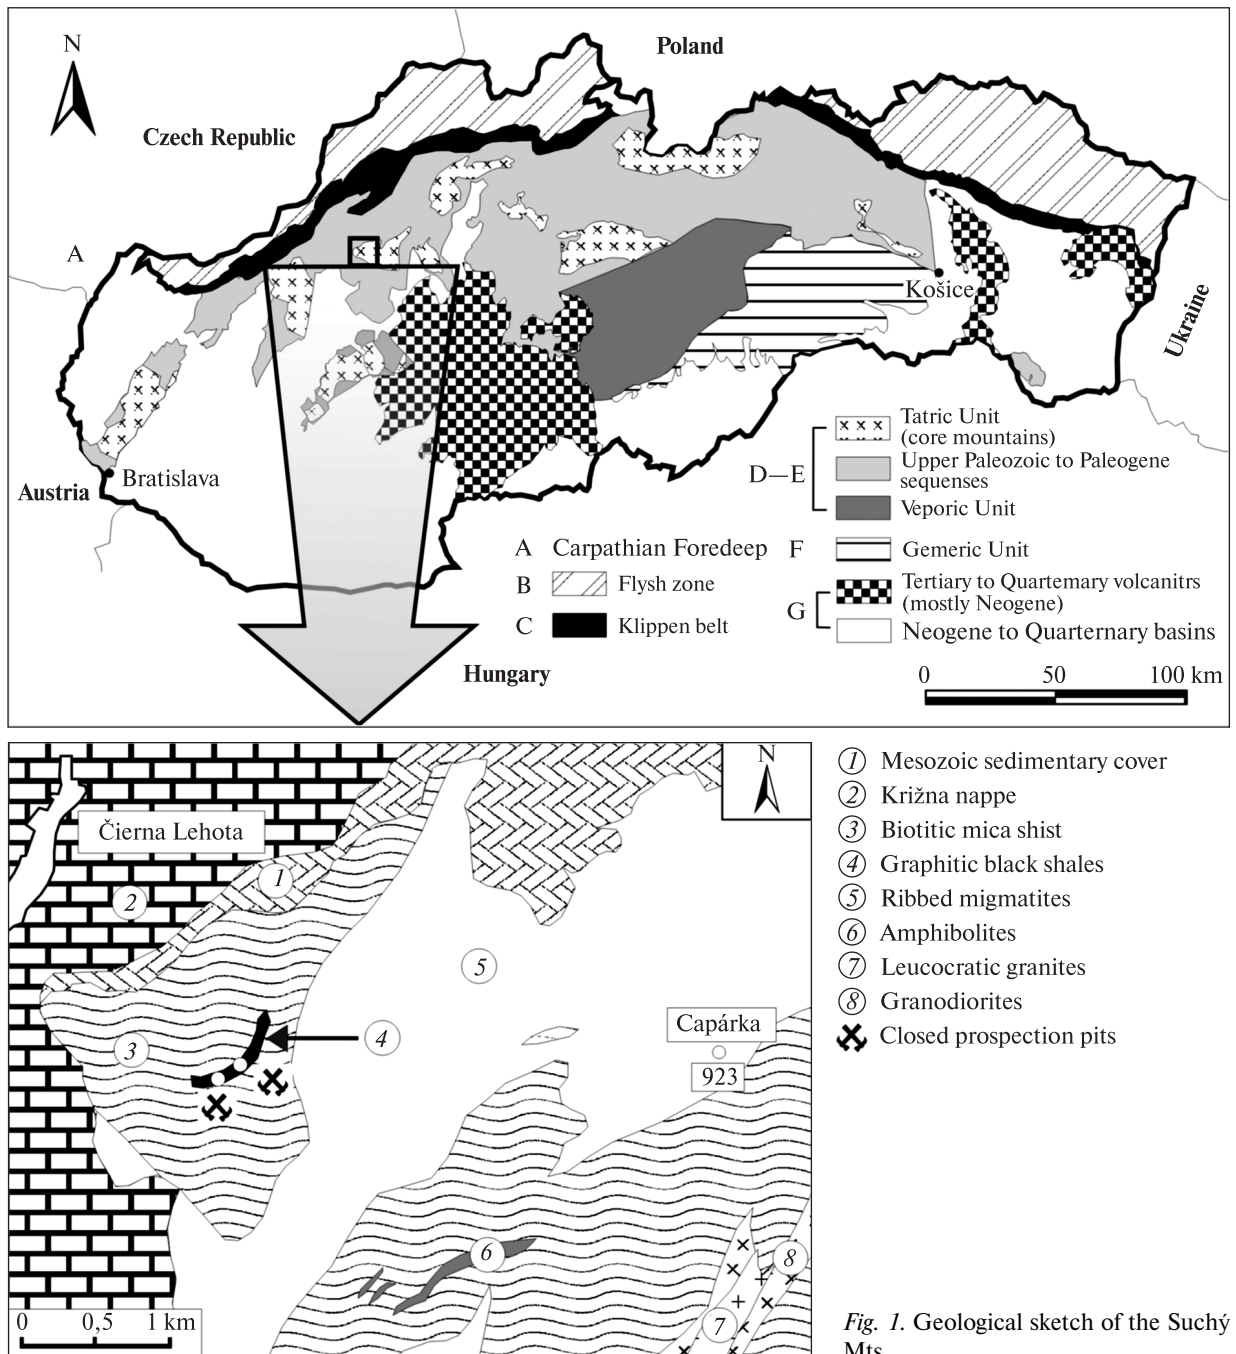 N
Poland
Czech Republic
A
Košice
Ukraine
Bratislava
Austria
Hungary
D—E
Tatric Unit
(core mountains)
Upper Paleozoic to Paleogene
sequenses
Veporic Unit
A Carpathian Foredeep
B Flysh zone
C Klippen belt
F Gemeric Unit
G
Tertiary to Quartemary volcanitrs
(mostly Neogene)
Neogene to Quarternary basins
0 50 100 km
N
Čierna Lehota
1
2
3
4
5
Capárka
923
6
7
8
0 0,5 1 km
1 Mesozoic sedimentary cover
2 Križna nappe
3 Biotitic mica shist
4 Graphitic black shales
5 Ribbed migmatites
6 Amphibolites
7 Leucocratic granites
8 Granodiorites
Closed prospection pits
Fig. 1. Geological sketch of the Suchý
Mts